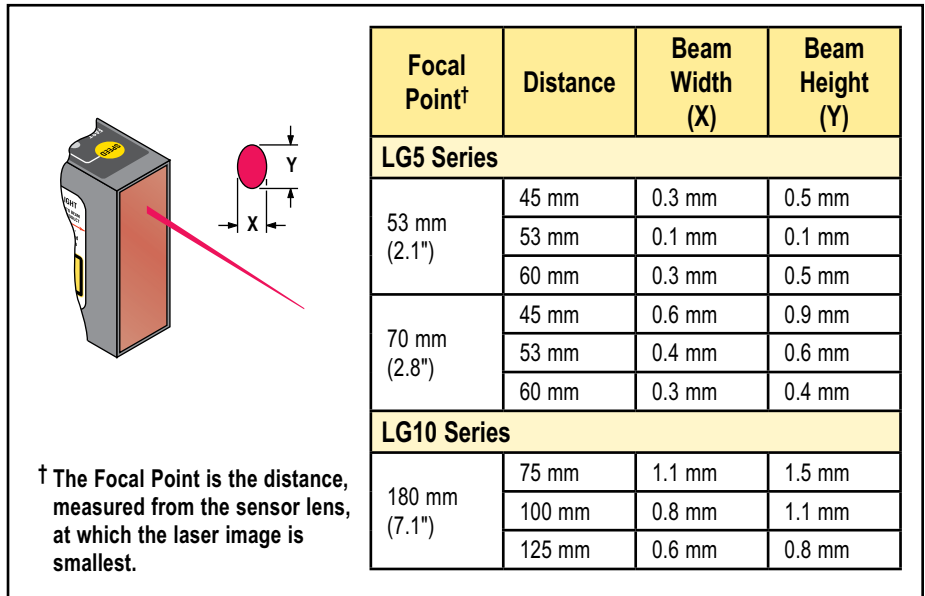 FAST
SPEED
Y
X
Focal
Point†
Distance
Beam
Width
(X)
Beam
Height
(Y)
LG5 Series
53 mm
(2.1")
45 mm 0.3 mm 0.5 mm
53 mm 0.1 mm 0.1 mm
60 mm 0.3 mm 0.5 mm
70 mm
(2.8")
45 mm 0.6 mm 0.9 mm
53 mm 0.4 mm 0.6 mm
60 mm 0.3 mm 0.4 mm
LG10 Series
180 mm
(7.1")
75 mm 1.1 mm 1.5 mm
100 mm 0.8 mm 1.1 mm
125 mm 0.6 mm 0.8 mm
† The Focal Point is the distance,
measured from the sensor lens,
at which the laser image is
smallest.